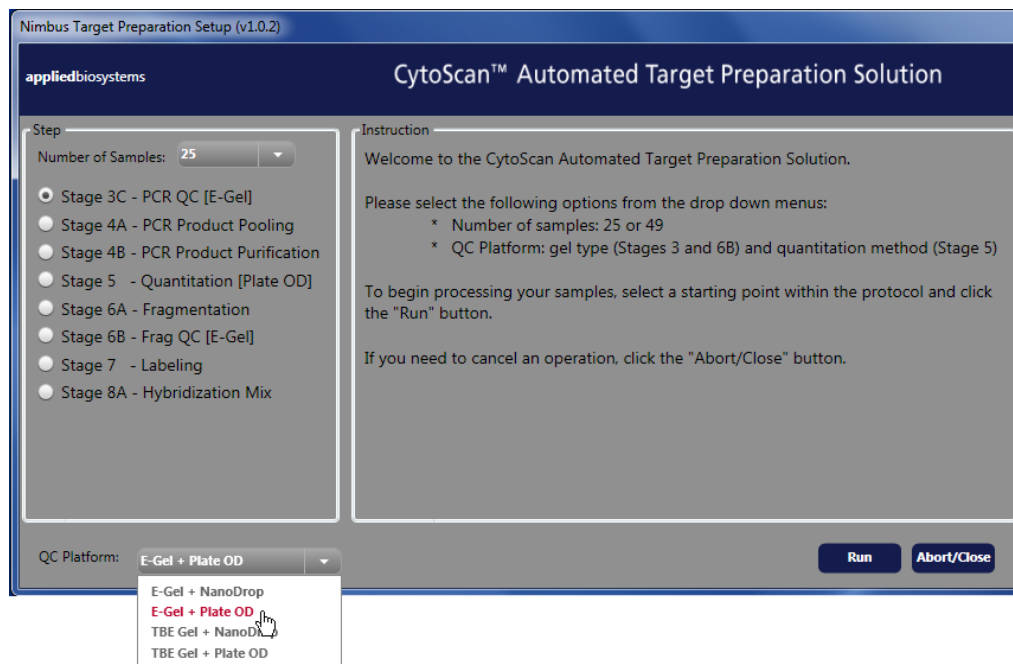 Nimbus Target Preparation Setup (v1.0.2)
appliedbiosystems
CytoScan™ Automated Target Preparation Solution
Step
Number of Samples: 25
Stage 3C - PCR QC [E-Gel]
Stage 4A - PCR Product Pooling
Stage 4B - PCR Product Purification
Stage 5 - Quantitation [Plate OD]
Stage 6A - Fragmentation
Stage 6B - Frag QC [E-Gel]
Stage 7 - Labeling
Stage 8A - Hybridization Mix
Instruction
Welcome to the CytoScan Automated Target Preparation Solution.
Please select the following options from the drop down menus:
* Number of samples: 25 or 49
* QC Platform: gel type (Stages 3 and 6B) and quantitation method (Stage 5)
To begin processing your samples, select a starting point within the protocol and click
the "Run" button.
If you need to cancel an operation, click the "Abort/Close" button.
QC Platform: E-Gel + Plate OD
Run
Abort/Close
E-Gel + NanoDrop
E-Gel + Plate OD
TBE Gel + NanoDrop
TBE Gel + Plate OD